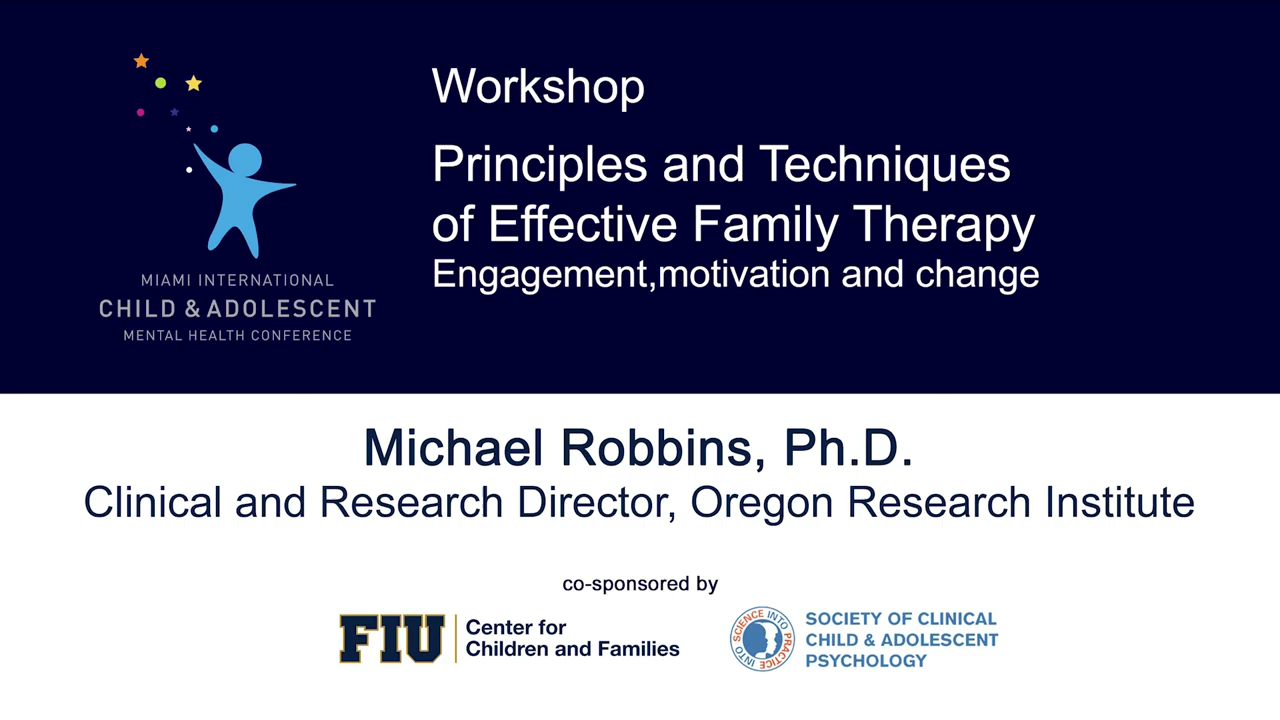 Workshop
Principles and Techniques
of Effective Family Therapy
Engagement,motivation and change
MIAMI INTERNATIONAL
CHILD & ADOLESCENT
MENTAL HEALTH CONFERENCE
Michael Robbins, Ph.D.
Clinical and Research Director, Oregon Research Institute
co-sponsored by
FIU
Center for
Children and Families
SCIENCE INTO PRACTICE INTO
SOCIETY OF CLINICAL
CHILD & ADOLESCENT
PSYCHOLOGY